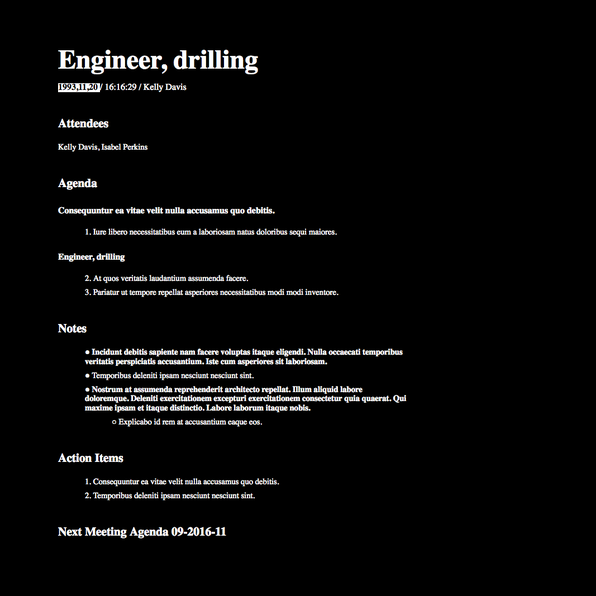 Engineer, drilling
1993,11,20 / 16:16:29 / Kelly Davis
Attendees
Kelly Davis, Isabel Perkins
Agenda
Consequuntur ea vitae velit nulla accusamus quo debitis.
1. Iure libero necessitatibus eum a laboriosam natus doloribus sequi maiores.
Engineer, drilling
2. At quos veritatis laudantium assumenda facere.
3. Pariatur ut tempore repellat asperiores necessitatibus modi modi inventore.
Notes
● Incidunt debitis sapiente nam facere voluptas itaque eligendi. Nulla occaecati temporibus
veritatis perspiciatis accusantium. Iste cum asperiores sit laboriosam.
● Temporibus deleniti ipsam nesciunt nesciunt sint.
● Nostrum at assumenda reprehenderit architecto repellat. Illum aliquid labore
doloremque. Deleniti exercitationem excepturi exercitationem consectetur quia quaerat. Qui
maxime ipsam et itaque distinctio. Labore laborum itaque nobis.
○ Explicabo id rem at accusantium eaque eos.
Action Items
1. Consequuntur ea vitae velit nulla accusamus quo debitis.
2. Temporibus deleniti ipsam nesciunt nesciunt sint.
Next Meeting Agenda 09-2016-11